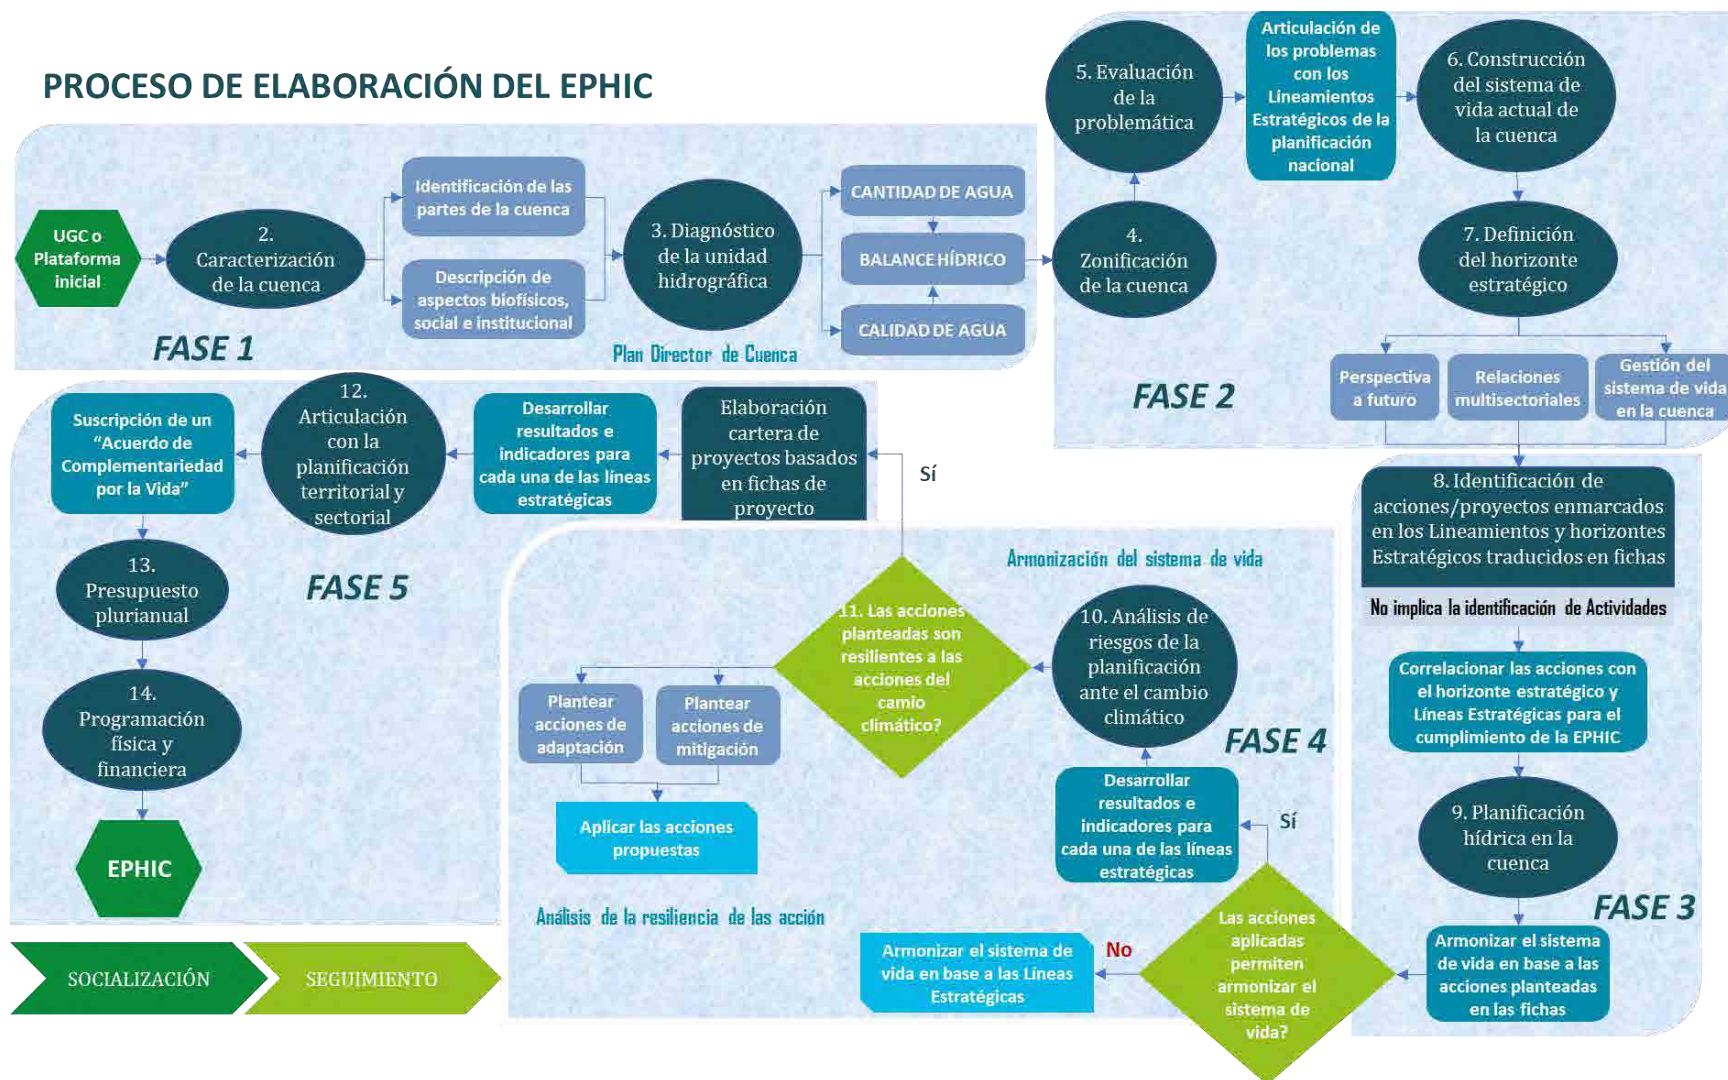 PROCESO DE ELABORACIÓN DEL EPHIC
UGC o
Plataforma
inicial
2.
Caracterización
de la cuenca
Identificación de las
partes de la cuenca
Descripción de
aspectos biofísicos,
social e institucional
3. Diagnóstico
de la unidad
hidrográfica
CANTIDAD DE AGUA
BALANCE HÍDRICO
CALIDAD DE AGUA
FASE 1
Plan Director de Cuenca
4.
Zonificación
de la cuenca
5. Evaluación
de la
problemática
Articulación de
los problemas
con los
Lineamientos
Estratégicos de la
planificación
nacional
6. Construcción
del sistema de
vida actual de
la cuenca
7. Definición
del horizonte
estratégico
Perspectiva
a futuro
Relaciones
multisectoriales
Gestión del
sistema de vida
en la cuenca
FASE 2
8. Identificación de
acciones/proyectos enmarcados
en los Lineamientos y horizontes
Estratégicos traducidos en fichas
No implica la identificación de Actividades
Correlacionar las acciones con
el horizonte estratégico y
Líneas Estratégicas para el
cumplimiento de la EPHIC
9. Planificación
hídrica en la
cuenca
FASE 3
Armonizar el sistema
de vida en base a las
acciones planteadas
en las fichas
Las acciones
aplicadas
permiten
armonizar el
sistema de
vida?
No
Armonizar el sistema de
vida en base a las Líneas
Estratégicas
Sí
Desarrollar
resultados e
indicadores para
cada una de las líneas
estratégicas
FASE 4
10. Análisis de
riesgos de la
planificación
ante el cambio
climático
Armonización del sistema de vida
11. Las acciones
planteadas son
resilientes a las
acciones del
camio
climático?
Plantear
acciones de
adaptación
Plantear
acciones de
mitigación
Aplicar las acciones
propuestas
Análisis de la resiliencia de las acción
Sí
Elaboración
cartera de
proyectos basados
en fichas de
proyecto
Desarrollar
resultados e
indicadores para
cada una de las líneas
estratégicas
12.
Articulación
con la
planificación
territorial y
sectorial
Suscripción de un
“Acuerdo de
Complementariedad
por la Vida”
FASE 5
13.
Presupuesto
plurianual
14.
Programación
física y
financiera
EPHIC
SOCIALIZACIÓN
SEGUIMIENTO